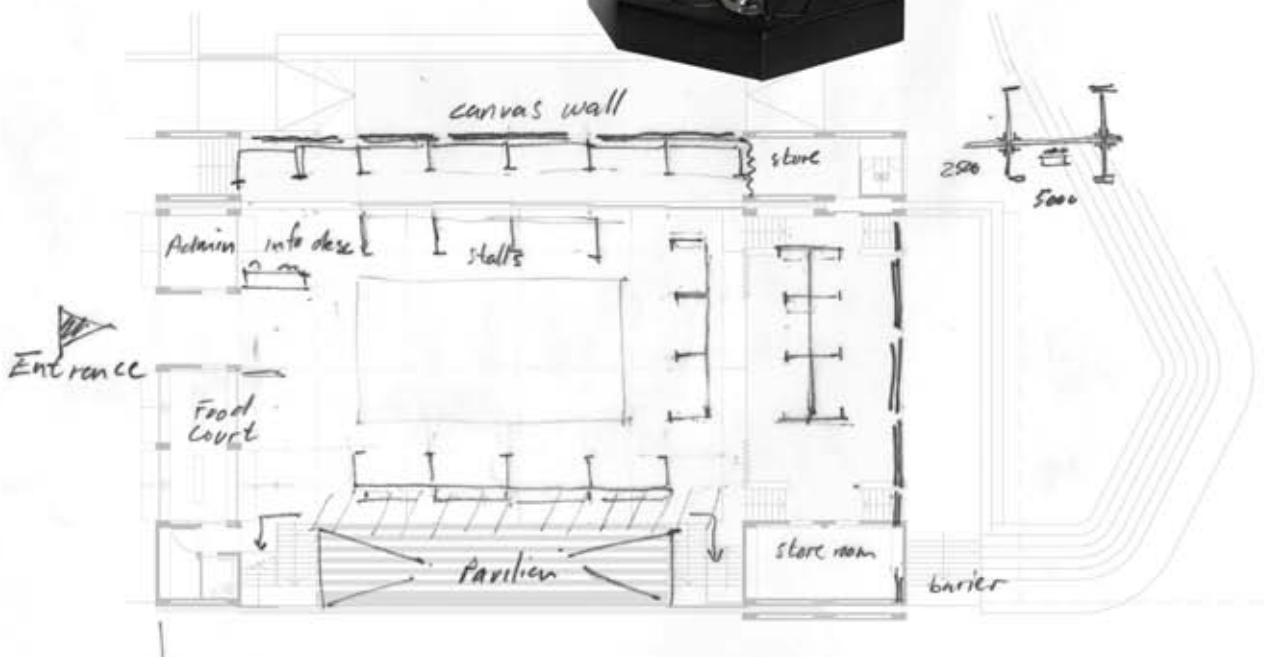 canvas wall
store
2500
5000
Admin
info desc
stalls
Entrance
Food
court
Pavilion
store room
barier